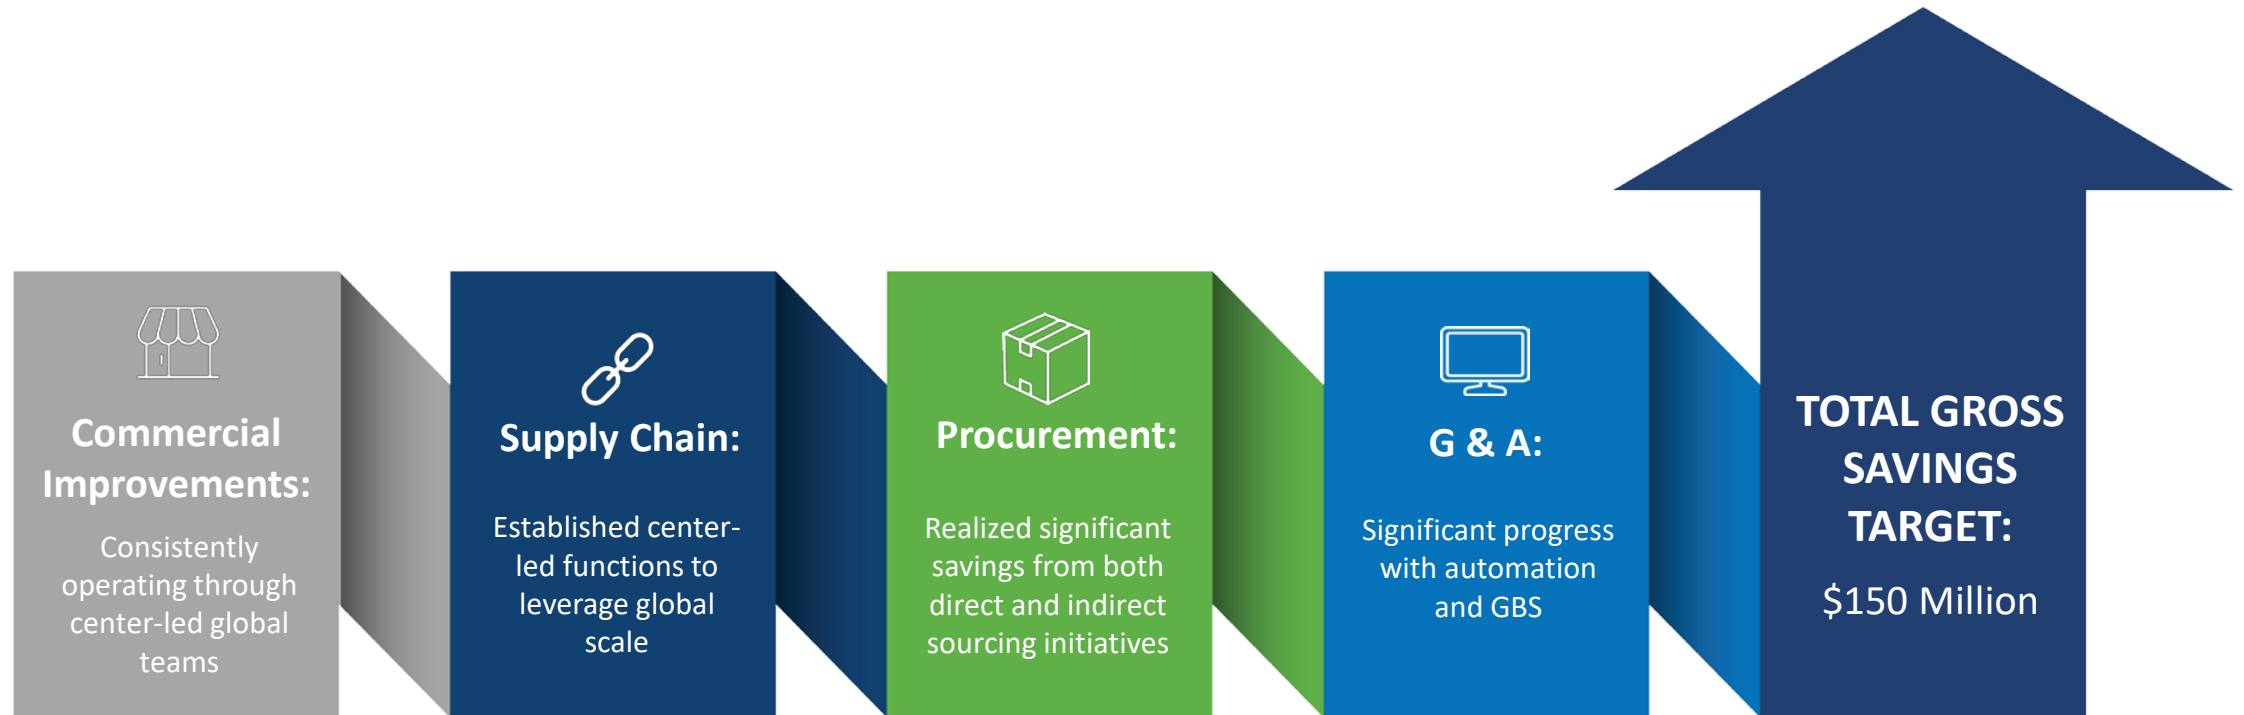 Commercial
Improvements:
Consistently
operating through
center-led global
teams
Supply Chain:
Established center-
led functions to
leverage global
scale
Procurement:
Realized significant
savings from both
direct and indirect
sourcing initiatives
G & A:
Significant progress
with automation
and GBS
TOTAL GROSS
SAVINGS
TARGET:
$150 Million